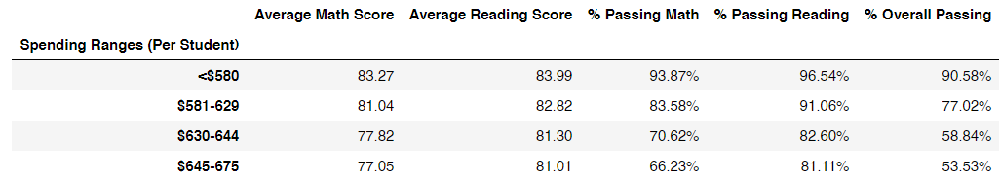 Average Math Score Average Reading Score % Passing Math % Passing Reading % Overall Passing
Spending Ranges (Per Student)
<$580 83.27 83.99 93.87% 96.54% 90.58%
$581-629 81.04 82.82 83.58% 91.06% 77.02%
$630-644 77.82 81.30 70.62% 82.60% 58.84%
$645-675 77.05 81.01 66.23% 81.11% 53.53%